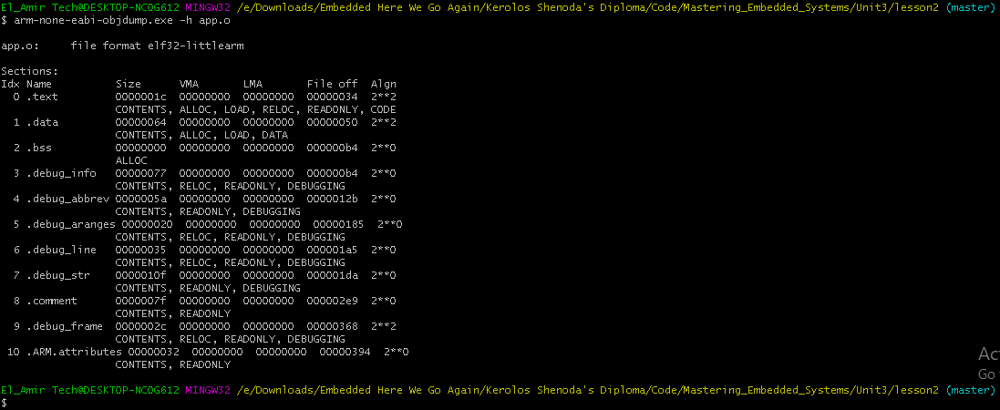 El_Amir Tech@DESKTOP-NCOG612 MINGW32 /e/Downloads/Embedded Here We Go Again/Kerolos Shenoda's Diploma/Code/Mastering_Embedded_Systems/Unit3/lesson2 (master)
$ arm-none-eabi-objdump.exe -h app.o
app.o:     file format elf32-littlearm
Sections:
Idx Name          Size      VMA       LMA       File off  Algn
  0 .text         0000001c  00000000  00000000  00000034  2**2
                  CONTENTS, ALLOC, LOAD, RELOC, READONLY, CODE
  1 .data         00000064  00000000  00000000  00000050  2**2
                  CONTENTS, ALLOC, LOAD, DATA
  2 .bss          00000000  00000000  00000000  000000b4  2**0
                  ALLOC
  3 .debug_info   00000077  00000000  00000000  000000b4  2**0
                  CONTENTS, RELOC, READONLY, DEBUGGING
  4 .debug_abbrev 0000005a  00000000  00000000  0000012b  2**0
                  CONTENTS, READONLY, DEBUGGING
  5 .debug_aranges 00000020  00000000  00000000  00000185  2**0
                  CONTENTS, RELOC, READONLY, DEBUGGING
  6 .debug_line   00000035  00000000  00000000  000001a5  2**0
                  CONTENTS, RELOC, READONLY, DEBUGGING
  7 .debug_str    0000010f  00000000  00000000  000001da  2**0
                  CONTENTS, READONLY, DEBUGGING
  8 .comment      0000007f  00000000  00000000  000002e9  2**0
                  CONTENTS, READONLY
  9 .debug_frame  0000002c  00000000  00000000  00000368  2**2
                  CONTENTS, RELOC, READONLY, DEBUGGING
 10 .ARM.attributes 00000032  00000000  00000000  00000394  2**0
                  CONTENTS, READONLY
Act
Go
El_Amir Tech@DESKTOP-NCOG612 MINGW32 /e/Downloads/Embedded Here We Go Again/Kerolos Shenoda's Diploma/Code/Mastering_Embedded_Systems/Unit3/lesson2 (master)
$